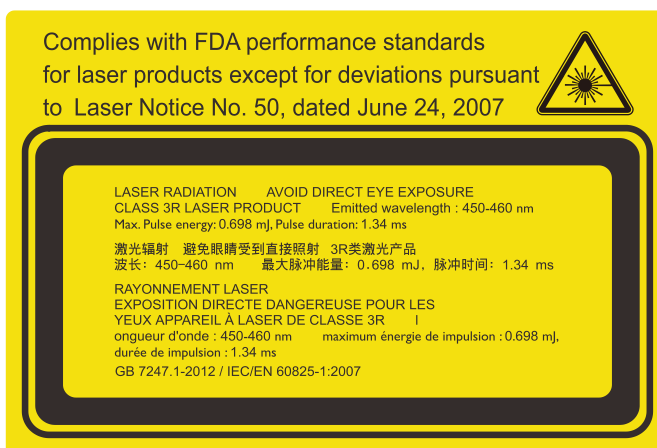 Complies with FDA performance standards
for laser products except for deviations pursuant
to Laser Notice No. 50, dated June 24, 2007
LASER RADIATION AVOID DIRECT EYE EXPOSURE
CLASS 3R LASER PRODUCT Emitted wavelength : 450-460 nm
Max. Pulse energy: 0.698 mJ, Pulse duration: 1.34 ms
激光辐射 避免眼睛受到直接照射 3R类激光产品
波长: 450-460 nm 最大脉冲能量: 0.698 mJ, 脉冲时间: 1.34 ms
RAYONNEMENT LASER
EXPOSITION DIRECTE DANGEREUSE POUR LES
YEUX APPAREIL À LASER DE CLASSE 3R l
ongueur d'onde : 450-460 nm maximum énergie de impulsion : 0.698 mJ,
durée de impulsion : 1.34 ms
GB 7247.1-2012 / IEC/EN 60825-1:2007